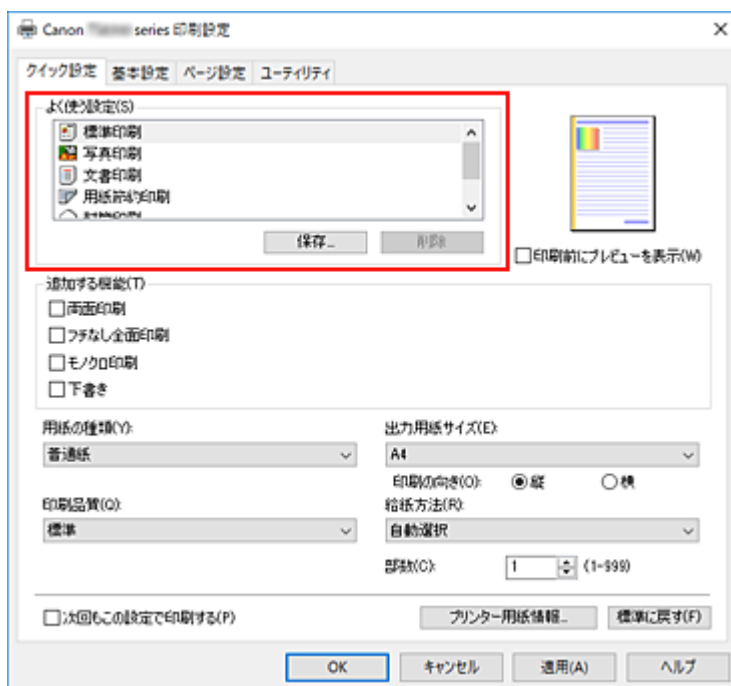 Canon series 印刷設定
クイック設定 基本設定 ページ設定 ユーティリティ
よく使う設定(S)
標準印刷
写真印刷
文書印刷
用紙節約印刷
保存...
削除
印刷前にプレビューを表示(W)
追加する機能(T)
両面印刷
フチなし全面印刷
モノクロ印刷
下書き
用紙の種類(Y):
普通紙
出力用紙サイズ(E):
A4
印刷の向き(O): 縦 横
印刷品質(Q):
標準
給紙方法(R):
自動選択
部数(C): 1 (1-999)
次回もこの設定で印刷する(P)
プリンター用紙情報...
標準に戻す(F)
OK キャンセル 適用(A) ヘルプ